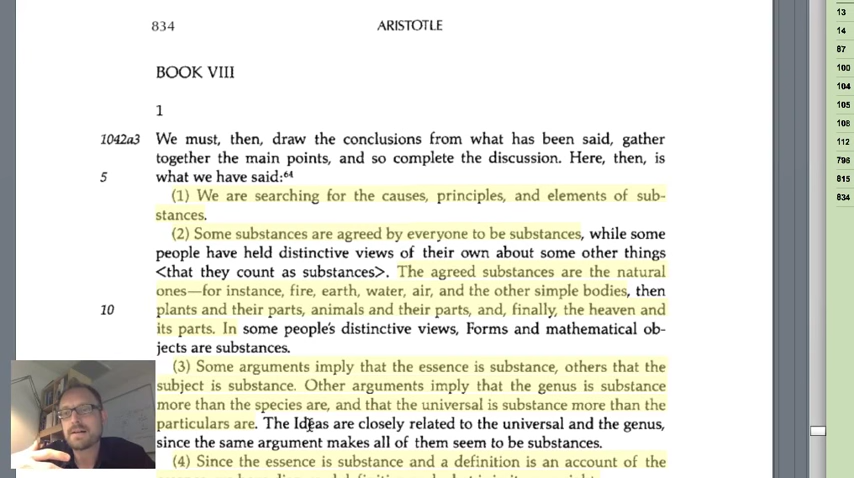 834
ARISTOTLE
BOOK VIII
1
1042a3 We must, then, draw the conclusions from what has been said, gather
together the main points, and so complete the discussion. Here, then, is
5 what we have said:64
(1) We are searching for the causes, principles, and elements of sub-
stances.
(2) Some substances are agreed by everyone to be substances, while some
people have held distinctive views of their own about some other things
<that they count as substances>. The agreed substances are the natural
ones—for instance, fire, earth, water, air, and the other simple bodies, then
10 plants and their parts, animals and their parts, and, finally, the heaven and
its parts. In some people's distinctive views, Forms and mathematical ob-
jects are substances.
(3) Some arguments imply that the essence is substance, others that the
subject is substance. Other arguments imply that the genus is substance
more than the species are, and that the universal is substance more than the
particulars are. The Ideas are closely related to the universal and the genus,
since the same argument makes all of them seem to be substances.
(4) Since the essence is substance and a definition is an account of the
13
14
67
100
104
105
108
112
796
815
834